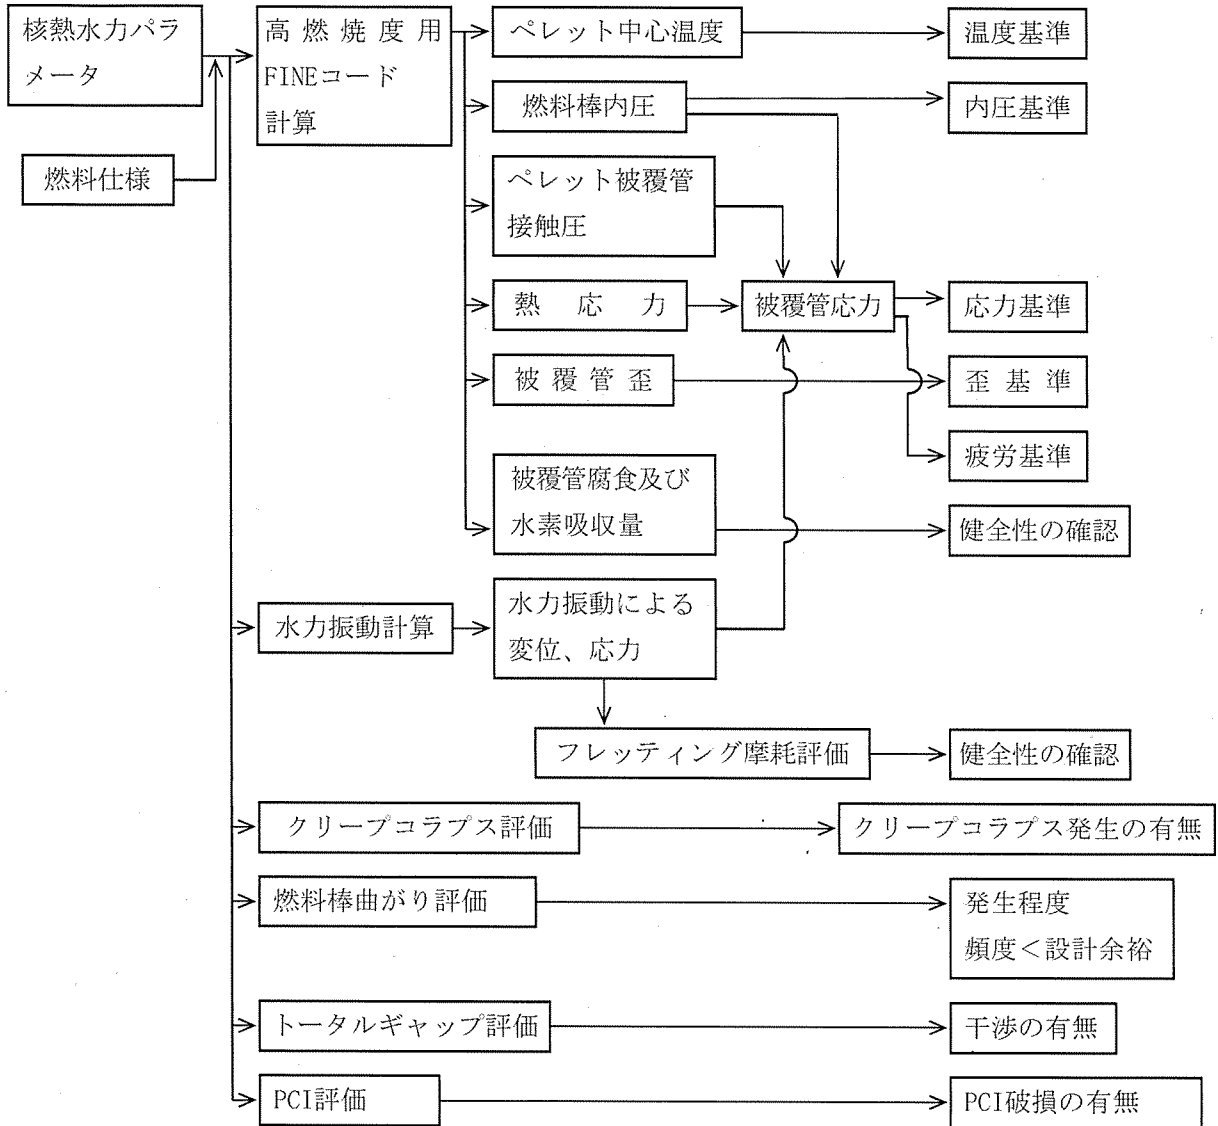 核熱水力パラ
メータ
燃料仕様
高燃焼度用
FINEコード
計算
ペレット中心温度
温度基準
燃料棒内圧
内圧基準
ペレット被覆管
接触圧
熱応力
被覆管応力
応力基準
被覆管歪
歪基準
疲労基準
被覆管腐食及び
水素吸収量
健全性の確認
水力振動計算
水力振動による
変位、応力
フレッティング摩耗評価
健全性の確認
クリープコラプス評価
クリープコラプス発生の有無
燃料棒曲がり評価
発生程度
頻度<設計余裕
トータルギャップ評価
干渉の有無
PCI評価
PCI破損の有無